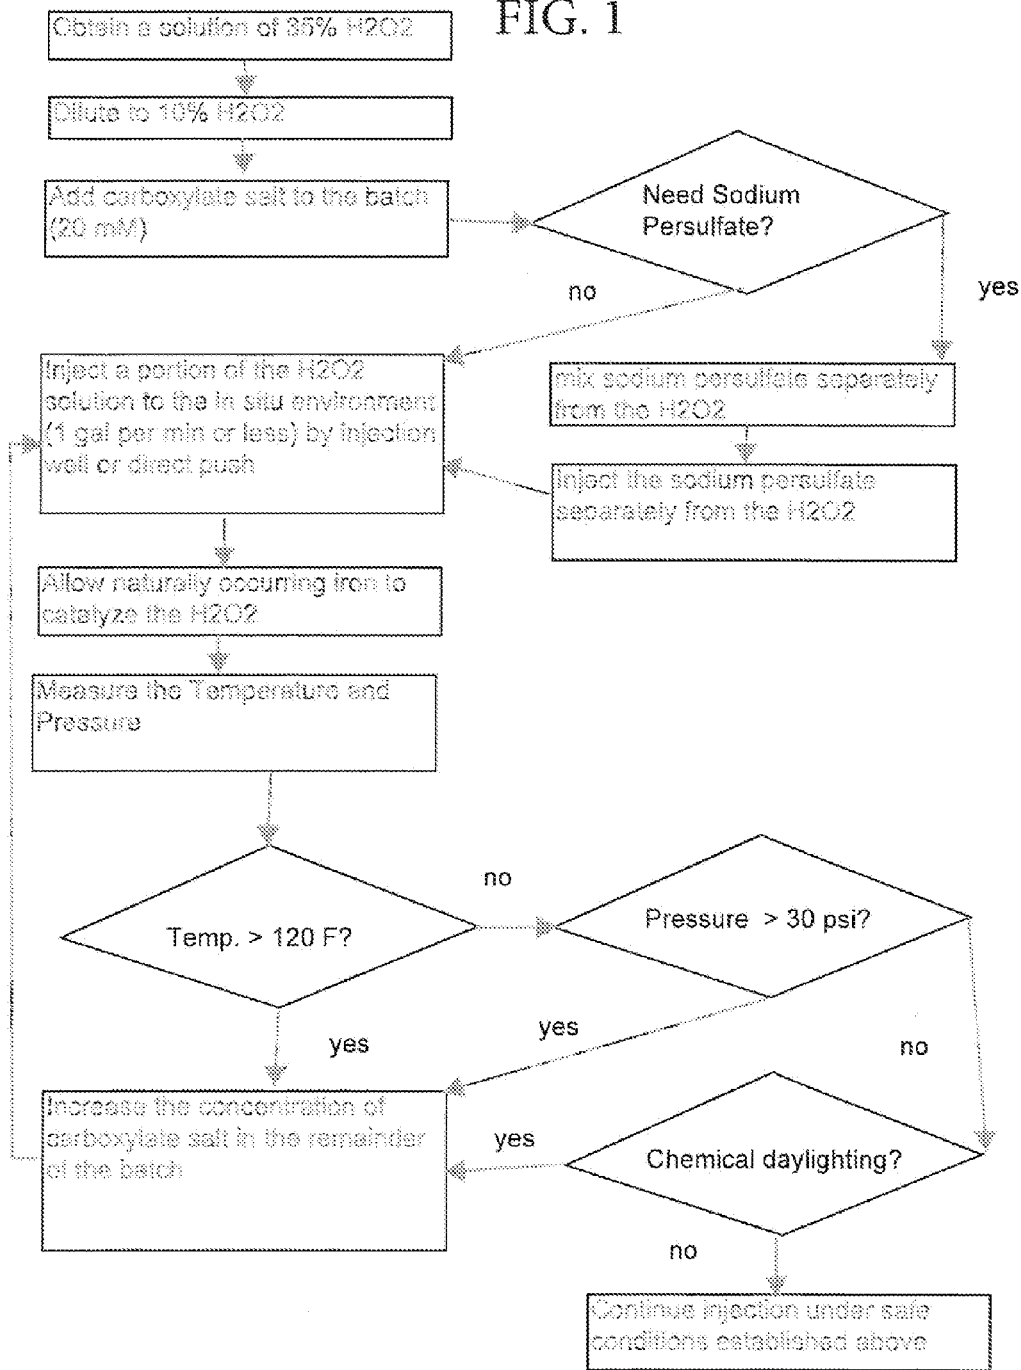 FIG. 1
Obtain a solution of 35% H2O2
Dilute to 10% H2O2
Add carboxylate salt to the batch
(20 mM)
Need Sodium
Persulfate?
no
yes
Inject a portion of the H2O2
solution to the in situ environment
(1 gal per min or less) by injection
well or direct push
mix sodium persulfate separately
from the H2O2
Inject the sodium persulfate
separately from the H2O2
Allow naturally occurring iron to
catalyze the H2O2
Measure the Temperature and
Pressure
Temp. > 120 F?
no
Pressure > 30 psi?
yes
yes
no
Increase the concentration of
carboxylate salt in the remainder
of the batch
yes
Chemical daylighting?
no
Continue injection under safe
conditions established above